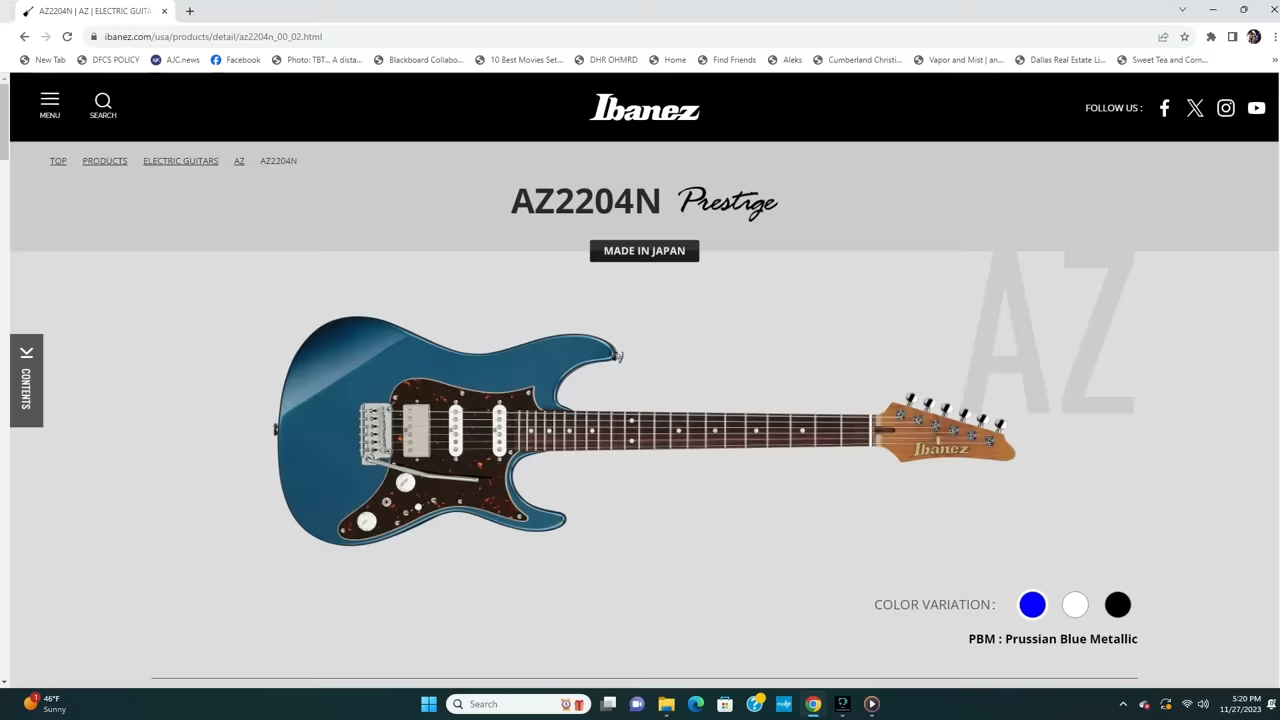 AZ2204N | AZ | ELECTRIC GUITA
ibanez.com/usa/products/detail/az2204n_00_02.html
New Tab DFCS POLICY AJC.news Facebook Photo: TBT... A dista... Blackboard Collabo... 10 Best Movies Set... DHR OHMRD Home Find Friends Aleks Cumberland Christi... Vapor and Mist | an... Dallas Real Estate Li... Sweet Tea and Corn... »
MENU SEARCH Ibanez FOLLOW US :
TOP PRODUCTS ELECTRIC GUITARS AZ AZ2204N
AZ2204N Prestige
MADE IN JAPAN
AZ
CONTENTS
Ibanez
COLOR VARIATION :
PBM : Prussian Blue Metallic
1 46°F
Sunny
Search
5:20 PM
11/27/2023